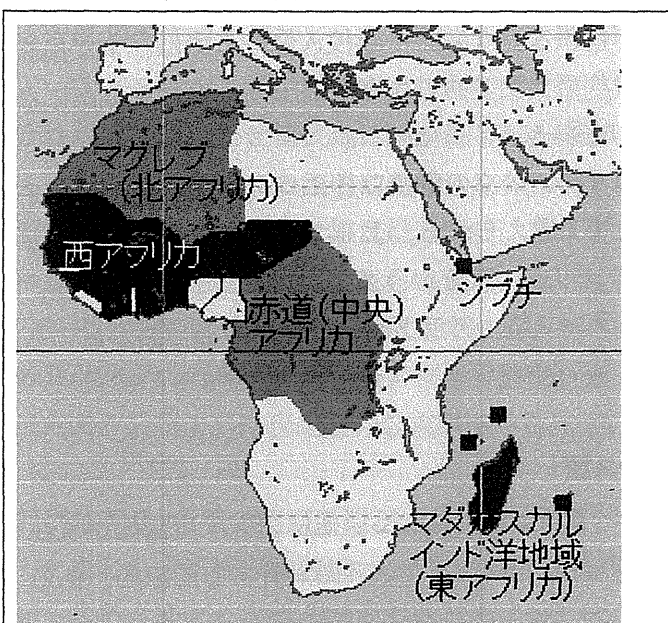 マグレブ
(北アフリカ)
西アフリカ
ジブチ
赤道(中央)
アフリカ
マダガスカル
インド洋地域
(東アフリカ)